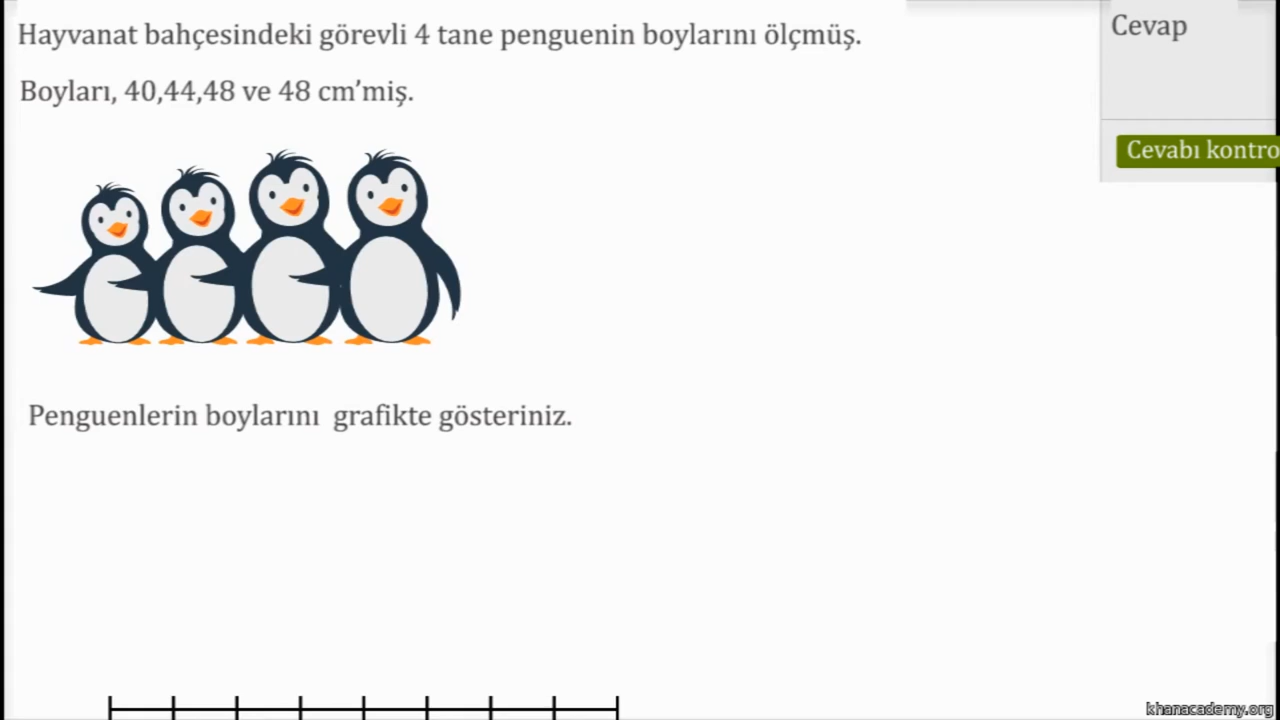 Hayvanat bahçesindeki görevli 4 tane penguenin boylarını ölçmüş.
Boyları, 40,44,48 ve 48 cm’miş.
Cevap
Cevabı kontro
Penguenlerin boylarını grafikte gösteriniz.
khanacademy.org